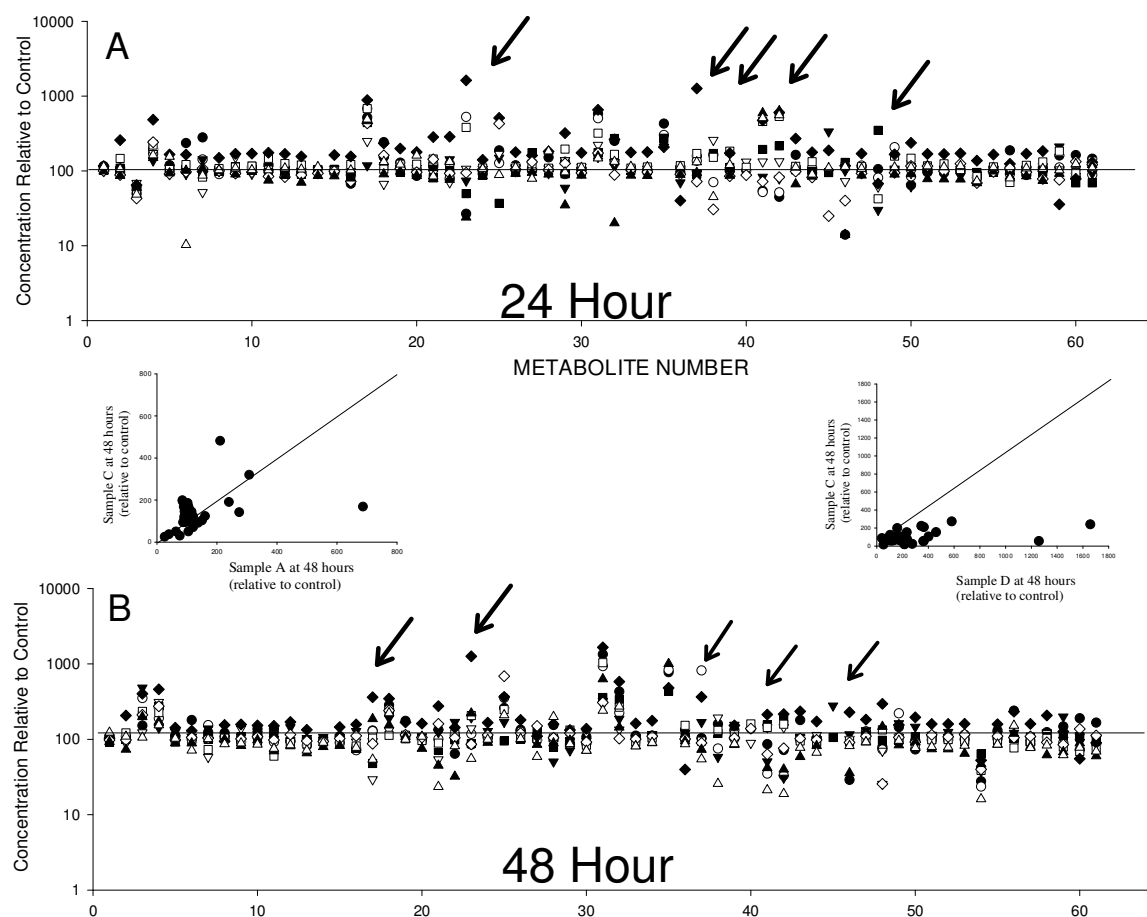 A
10000
1000
100
10
1
Concentration Relative to Control
24 Hour
0 10 20 30 40 50 60
METABOLITE NUMBER
800
600
400
200
0
Sample C at 48 hours
(relative to control)
0 200 400 600 800
Sample A at 48 hours
(relative to control)
1800
1600
1400
1200
1000
800
600
400
200
0
Sample C at 48 hours
(relative to control)
0 200 400 600 800 1000 1200 1400 1600 1800
Sample D at 48 hours
(relative to control)
B
10000
1000
100
10
1
Concentration Relative to Control
48 Hour
0 10 20 30 40 50 60